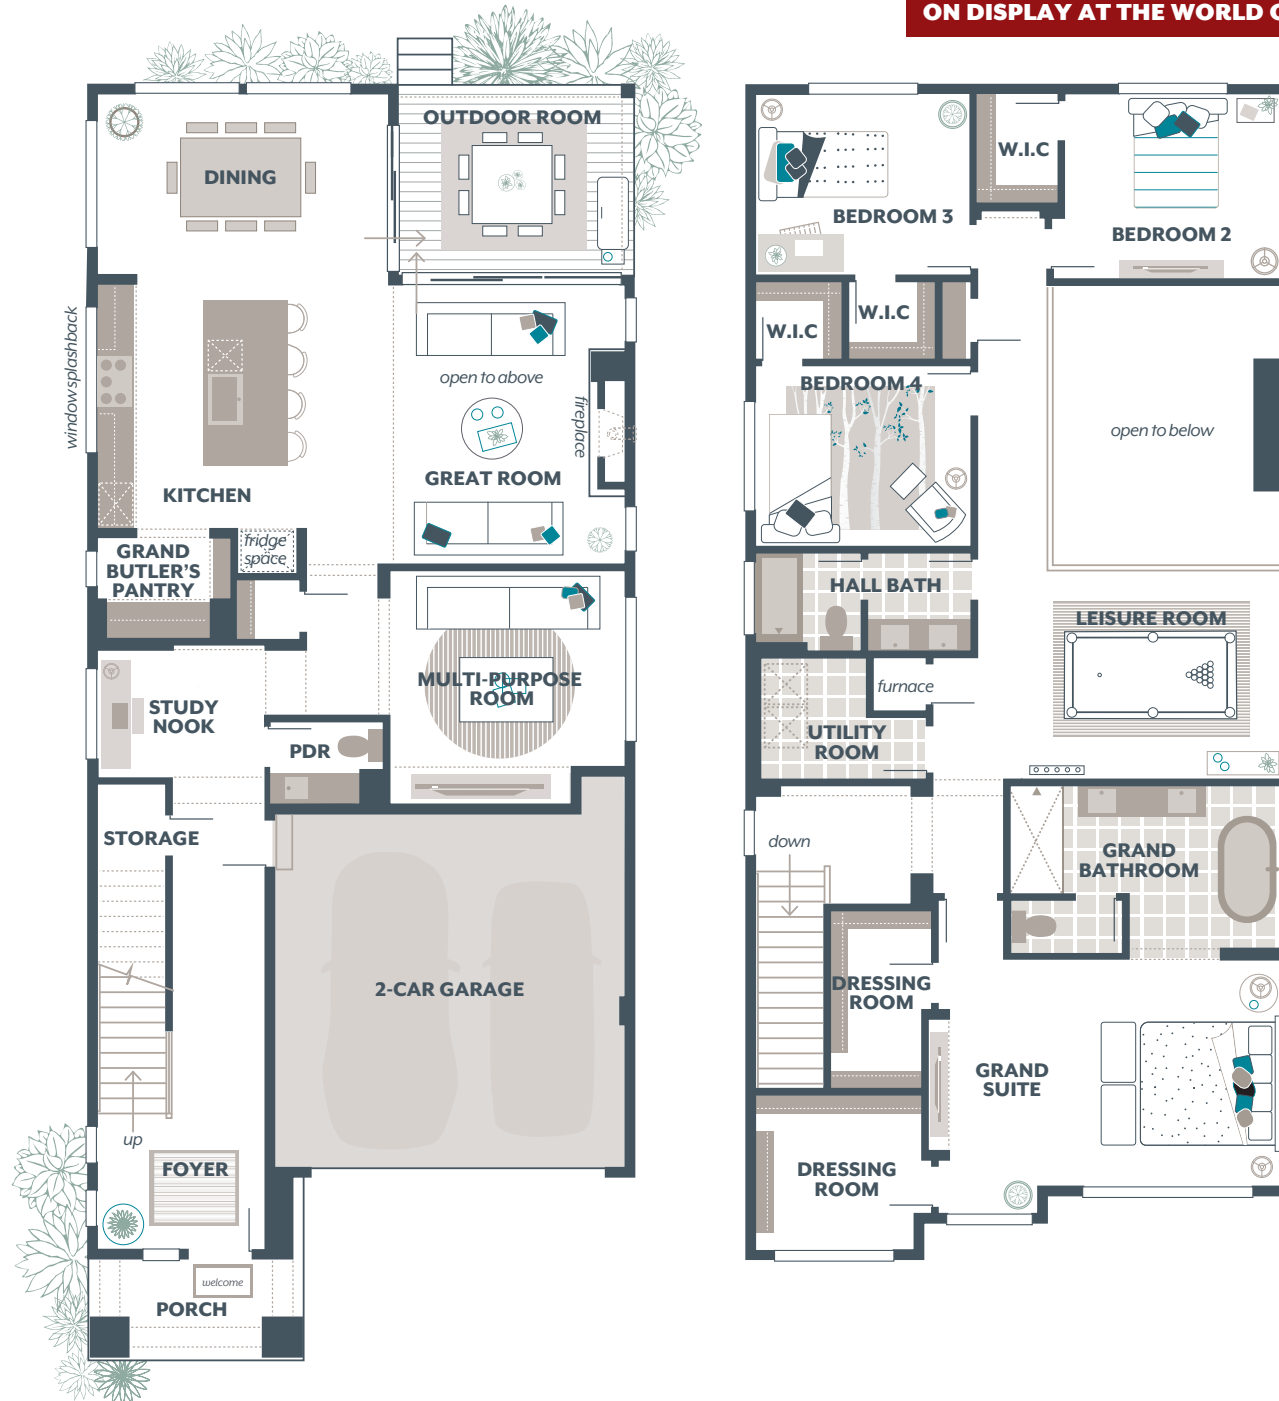 ON DISPLAY AT THE WORLD
OUTDOOR ROOM
DINING
window splashback
open to above
fireplace
GREAT ROOM
KITCHEN
fridge
space
GRAND
BUTLER'S
PANTRY
MULTI-PURPOSE
ROOM
STUDY
NOOK
PDR
STORAGE
2-CAR GARAGE
up
FOYER
welcome
PORCH
W.I.C
BEDROOM 3
BEDROOM 2
W.I.C
W.I.C
BEDROOM 4
open to below
HALL BATH
LEISURE ROOM
furnace
UTILITY
ROOM
down
GRAND
BATHROOM
DRESSING
ROOM
GRAND
SUITE
DRESSING
ROOM